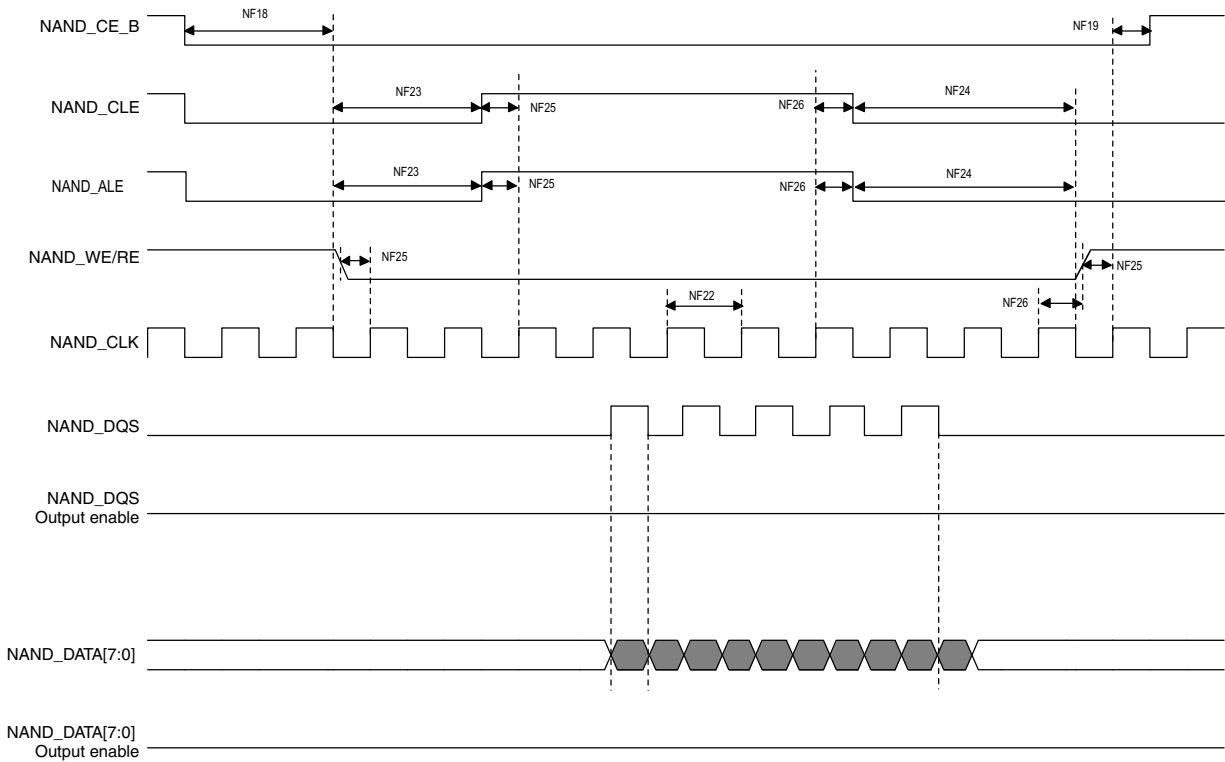 NAND_CE_B
NF18
NF19
NAND_CLE
NF23
NF25
NF26
NF24
NAND_ALE
NF23
NF25
NF26
NF24
NAND_WE/RE
NF25
NF25
NF22
NF26
NAND_CLK
NAND_DQS
NAND_DQS
Output enable
NAND_DATA[7:0]
NAND_DATA[7:0]
Output enable